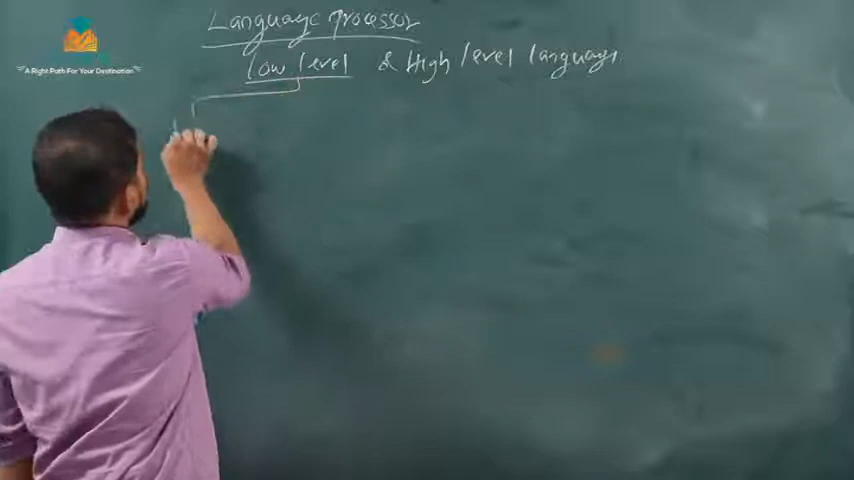 Language Processor
low level & High level language
"A Right Path For Your Destination"